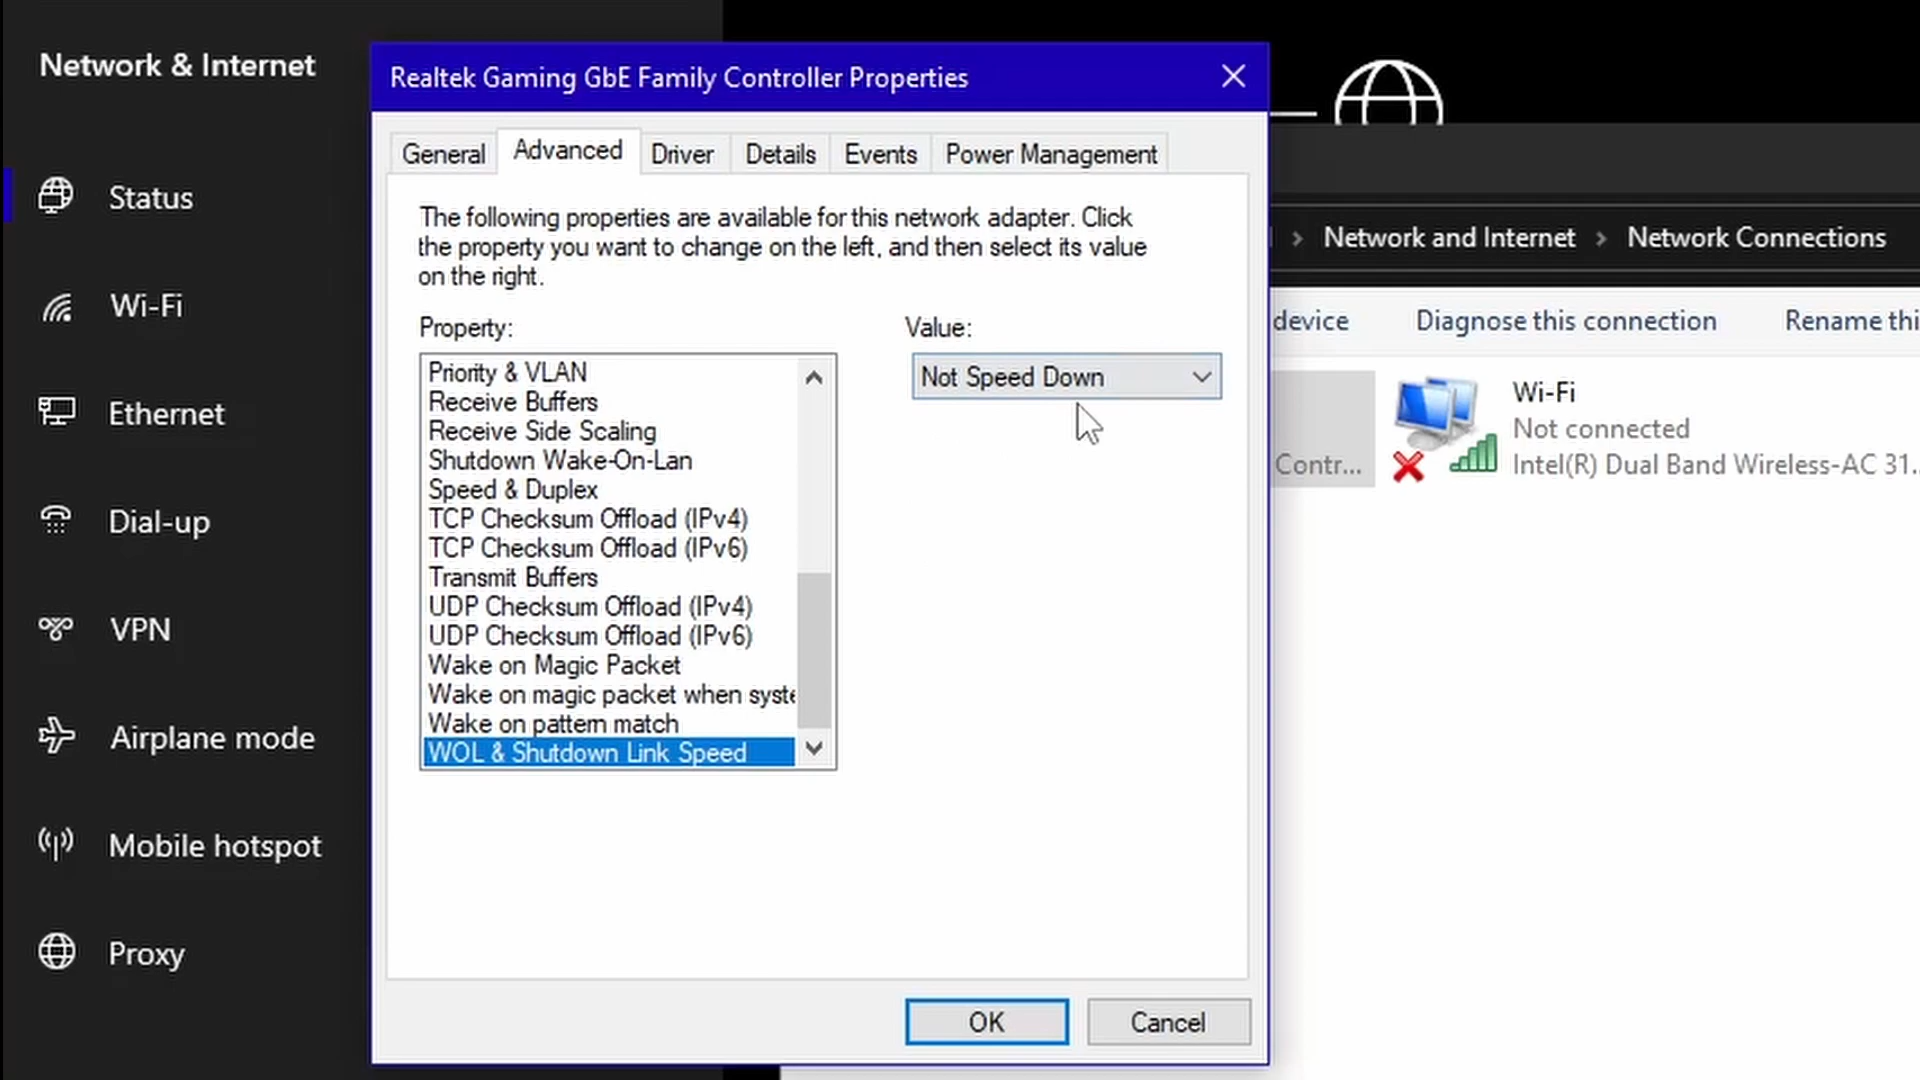 Network & Internet
Status
Wi-Fi
Ethernet
Dial-up
VPN
Airplane mode
Mobile hotspot
Proxy
Realtek Gaming GbE Family Controller Properties
General
Advanced
Driver
Details
Events
Power Management
The following properties are available for this network adapter. Click
the property you want to change on the left, and then select its value
on the right.
Property:
Priority & VLAN
Receive Buffers
Receive Side Scaling
Shutdown Wake-On-Lan
Speed & Duplex
TCP Checksum Offload (IPv4)
TCP Checksum Offload (IPv6)
Transmit Buffers
UDP Checksum Offload (IPv4)
UDP Checksum Offload (IPv6)
Wake on Magic Packet
Wake on magic packet when syste
Wake on pattern match
WOL & Shutdown Link Speed
Value:
Not Speed Down
OK
Cancel
Network and Internet
Network Connections
device
Diagnose this connection
Rename thi
Contr...
Wi-Fi
Not connected
Intel(R) Dual Band Wireless-AC 31...